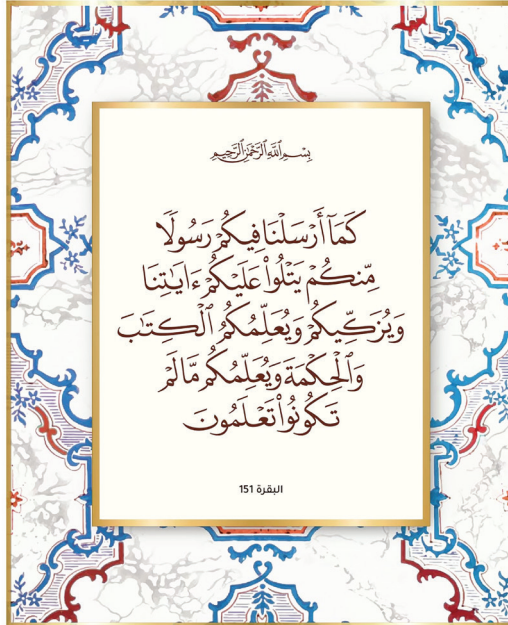 بِسْمِ ٱللَّهِ ٱلرَّحْمَٰنِ ٱلرَّحِيمِ
كَمَآ أَرْسَلْنَا فِيكُمْ رَسُولًا
مِّنكُمْ يَتْلُوا۟ عَلَيْكُمْ ءَايَٰتِنَا
وَيُزَكِّيكُمْ وَيُعَلِّمُكُمُ ٱلْكِتَٰبَ
وَٱلْحِكْمَةَ وَيُعَلِّمُكُم مَّا لَمْ
تَكُونُوا۟ تَعْلَمُونَ
البقرة 151